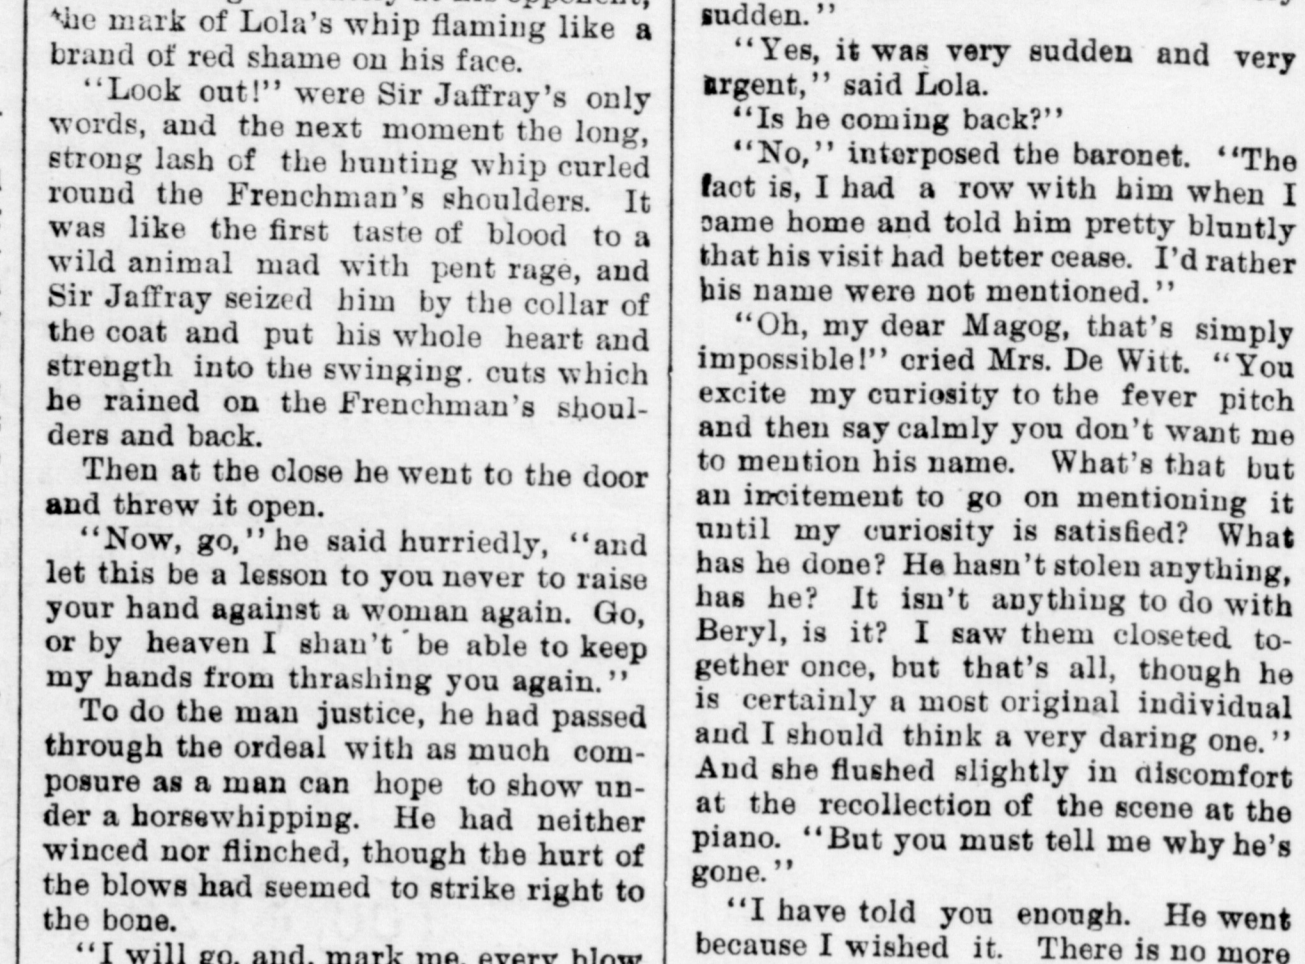 the mark of Lola's whip flaming like a
brand of red shame on his face.
"Look out!" were Sir Jaffray's only
words, and the next moment the long,
strong lash of the hunting whip curled
round the Frenchman's shoulders. It
was like the first taste of blood to a
wild animal mad with pent rage, and
Sir Jaffray seized him by the collar of
the coat and put his whole heart and
strength into the swinging. cuts which
he rained on the Frenchman's shoul-
ders and back.
Then at the close he went to the door
and threw it open.
"Now, go," he said hurriedly, "and
let this be a lesson to you never to raise
your hand against a woman again. Go,
or by heaven I shan't be able to keep
my hands from thrashing you again."
To do the man justice, he had passed
through the ordeal with as much com-
posure as a man can hope to show un-
der a horsewhipping. He had neither
winced nor flinched, though the hurt of
the blows had seemed to strike right to
the bone.
"I will go, and, mark me, every blow
sudden."
"Yes, it was very sudden and very
urgent," said Lola.
"Is he coming back?"
"No," interposed the baronet. "The
fact is, I had a row with him when I
came home and told him pretty bluntly
that his visit had better cease. I'd rather
his name were not mentioned."
"Oh, my dear Magog, that's simply
impossible!" cried Mrs. De Witt. "You
excite my curiosity to the fever pitch
and then say calmly you don't want me
to mention his name. What's that but
an incitement to go on mentioning it
until my curiosity is satisfied? What
has he done? He hasn't stolen anything,
has he? It isn't anything to do with
Beryl, is it? I saw them closeted to-
gether once, but that's all, though he
is certainly a most original individual
and I should think a very daring one."
And she flushed slightly in discomfort
at the recollection of the scene at the
piano. "But you must tell me why he's
gone."
"I have told you enough. He went
because I wished it. There is no more